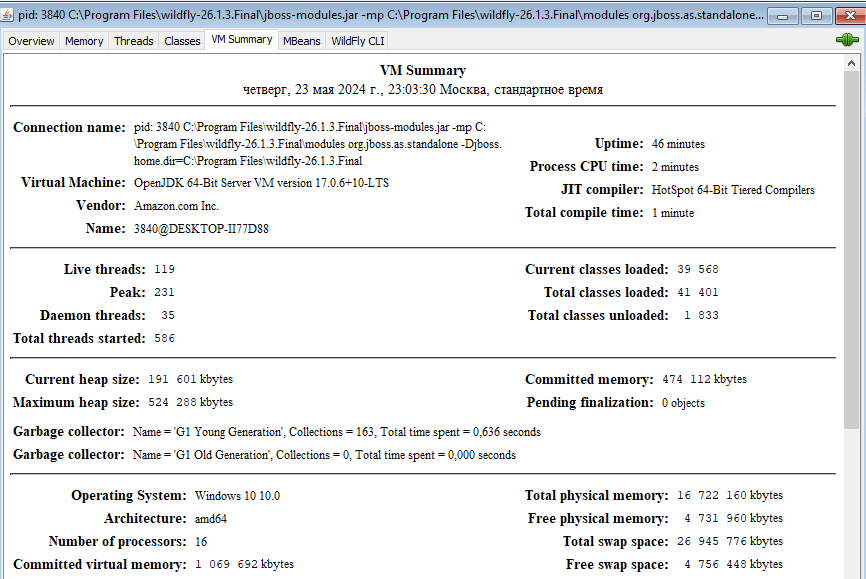 pid: 3840 C:\Program Files\wildfly-26.1.3.Final\jboss-modules.jar -mp C:\Program Files\wildfly-26.1.3.Final\modules org.jboss.as.standalone...
Overview Memory Threads Classes VM Summary MBeans WildFly CLI
VM Summary
четверг, 23 мая 2024 г., 23:03:30 Москва, стандартное время
Connection name: pid: 3840 C:\Program Files\wildfly-26.1.3.Final\jboss-modules.jar -mp C:
\Program Files\wildfly-26.1.3.Final\modules org.jboss.as.standalone -Djboss.
home.dir=C:\Program Files\wildfly-26.1.3.Final
Virtual Machine: OpenJDK 64-Bit Server VM version 17.0.6+10-LTS
Vendor: Amazon.com Inc.
Name: 3840@DESKTOP-II77D88
Uptime: 46 minutes
Process CPU time: 2 minutes
JIT compiler: HotSpot 64-Bit Tiered Compilers
Total compile time: 1 minute
Live threads: 119
Peak: 231
Daemon threads: 35
Total threads started: 586
Current classes loaded: 39 568
Total classes loaded: 41 401
Total classes unloaded: 1 833
Current heap size: 191 601 kbytes
Maximum heap size: 524 288 kbytes
Committed memory: 474 112 kbytes
Pending finalization: 0 objects
Garbage collector: Name = 'G1 Young Generation', Collections = 163, Total time spent = 0,636 seconds
Garbage collector: Name = 'G1 Old Generation', Collections = 0, Total time spent = 0,000 seconds
Operating System: Windows 10 10.0
Architecture: amd64
Number of processors: 16
Committed virtual memory: 1 069 692 kbytes
Total physical memory: 16 722 160 kbytes
Free physical memory: 4 731 960 kbytes
Total swap space: 26 945 776 kbytes
Free swap space: 4 756 448 kbytes